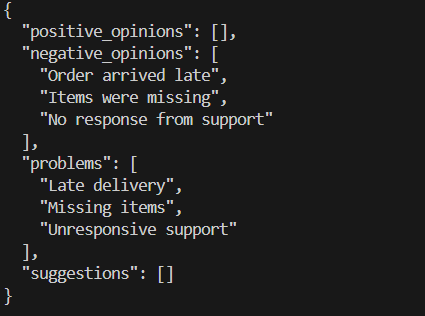 {
  "positive_opinions": [],
  "negative_opinions": [
    "Order arrived late",
    "Items were missing",
    "No response from support"
  ],
  "problems": [
    "Late delivery",
    "Missing items",
    "Unresponsive support"
  ],
  "suggestions": []
}